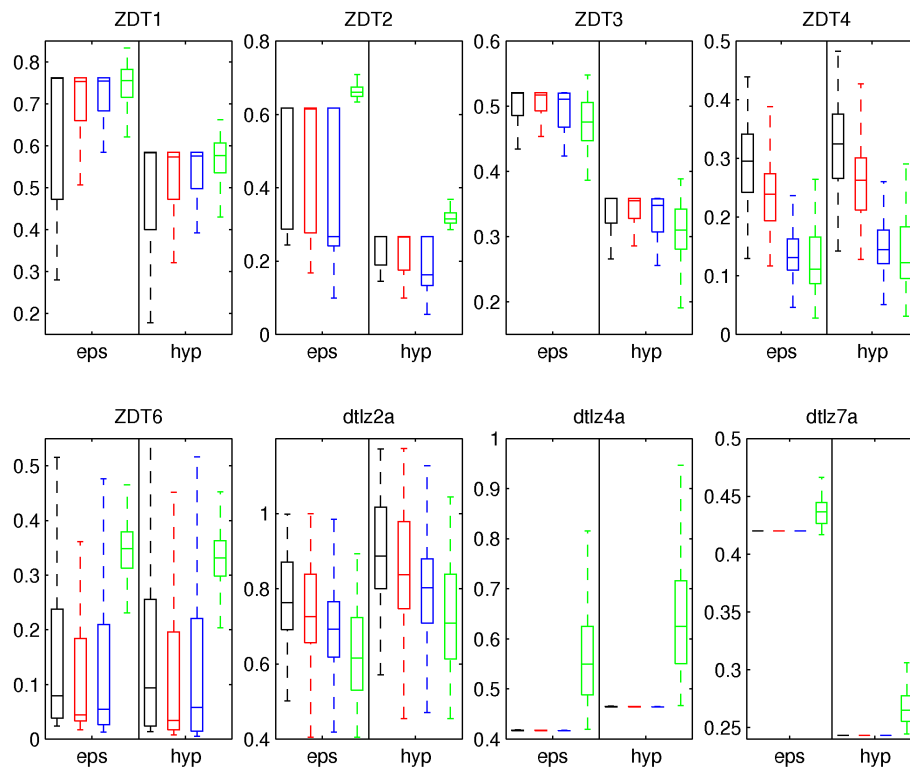 ZDT1 ZDT2 ZDT3 ZDT4
0.8 0.7 0.6 0.5 0.4 0.3 0.2
0.8 0.6 0.4 0.2 0
0.6 0.5 0.4 0.3 0.2
0.5 0.4 0.3 0.2 0.1 0
eps hyp eps hyp eps hyp eps hyp
ZDT6 dtlz2a dtlz4a dtlz7a
0.5 0.4 0.3 0.2 0.1 0
1 0.8 0.6 0.4
1 0.9 0.8 0.7 0.6 0.5 0.4
0.5 0.45 0.4 0.35 0.3 0.25
eps hyp eps hyp eps hyp eps hyp